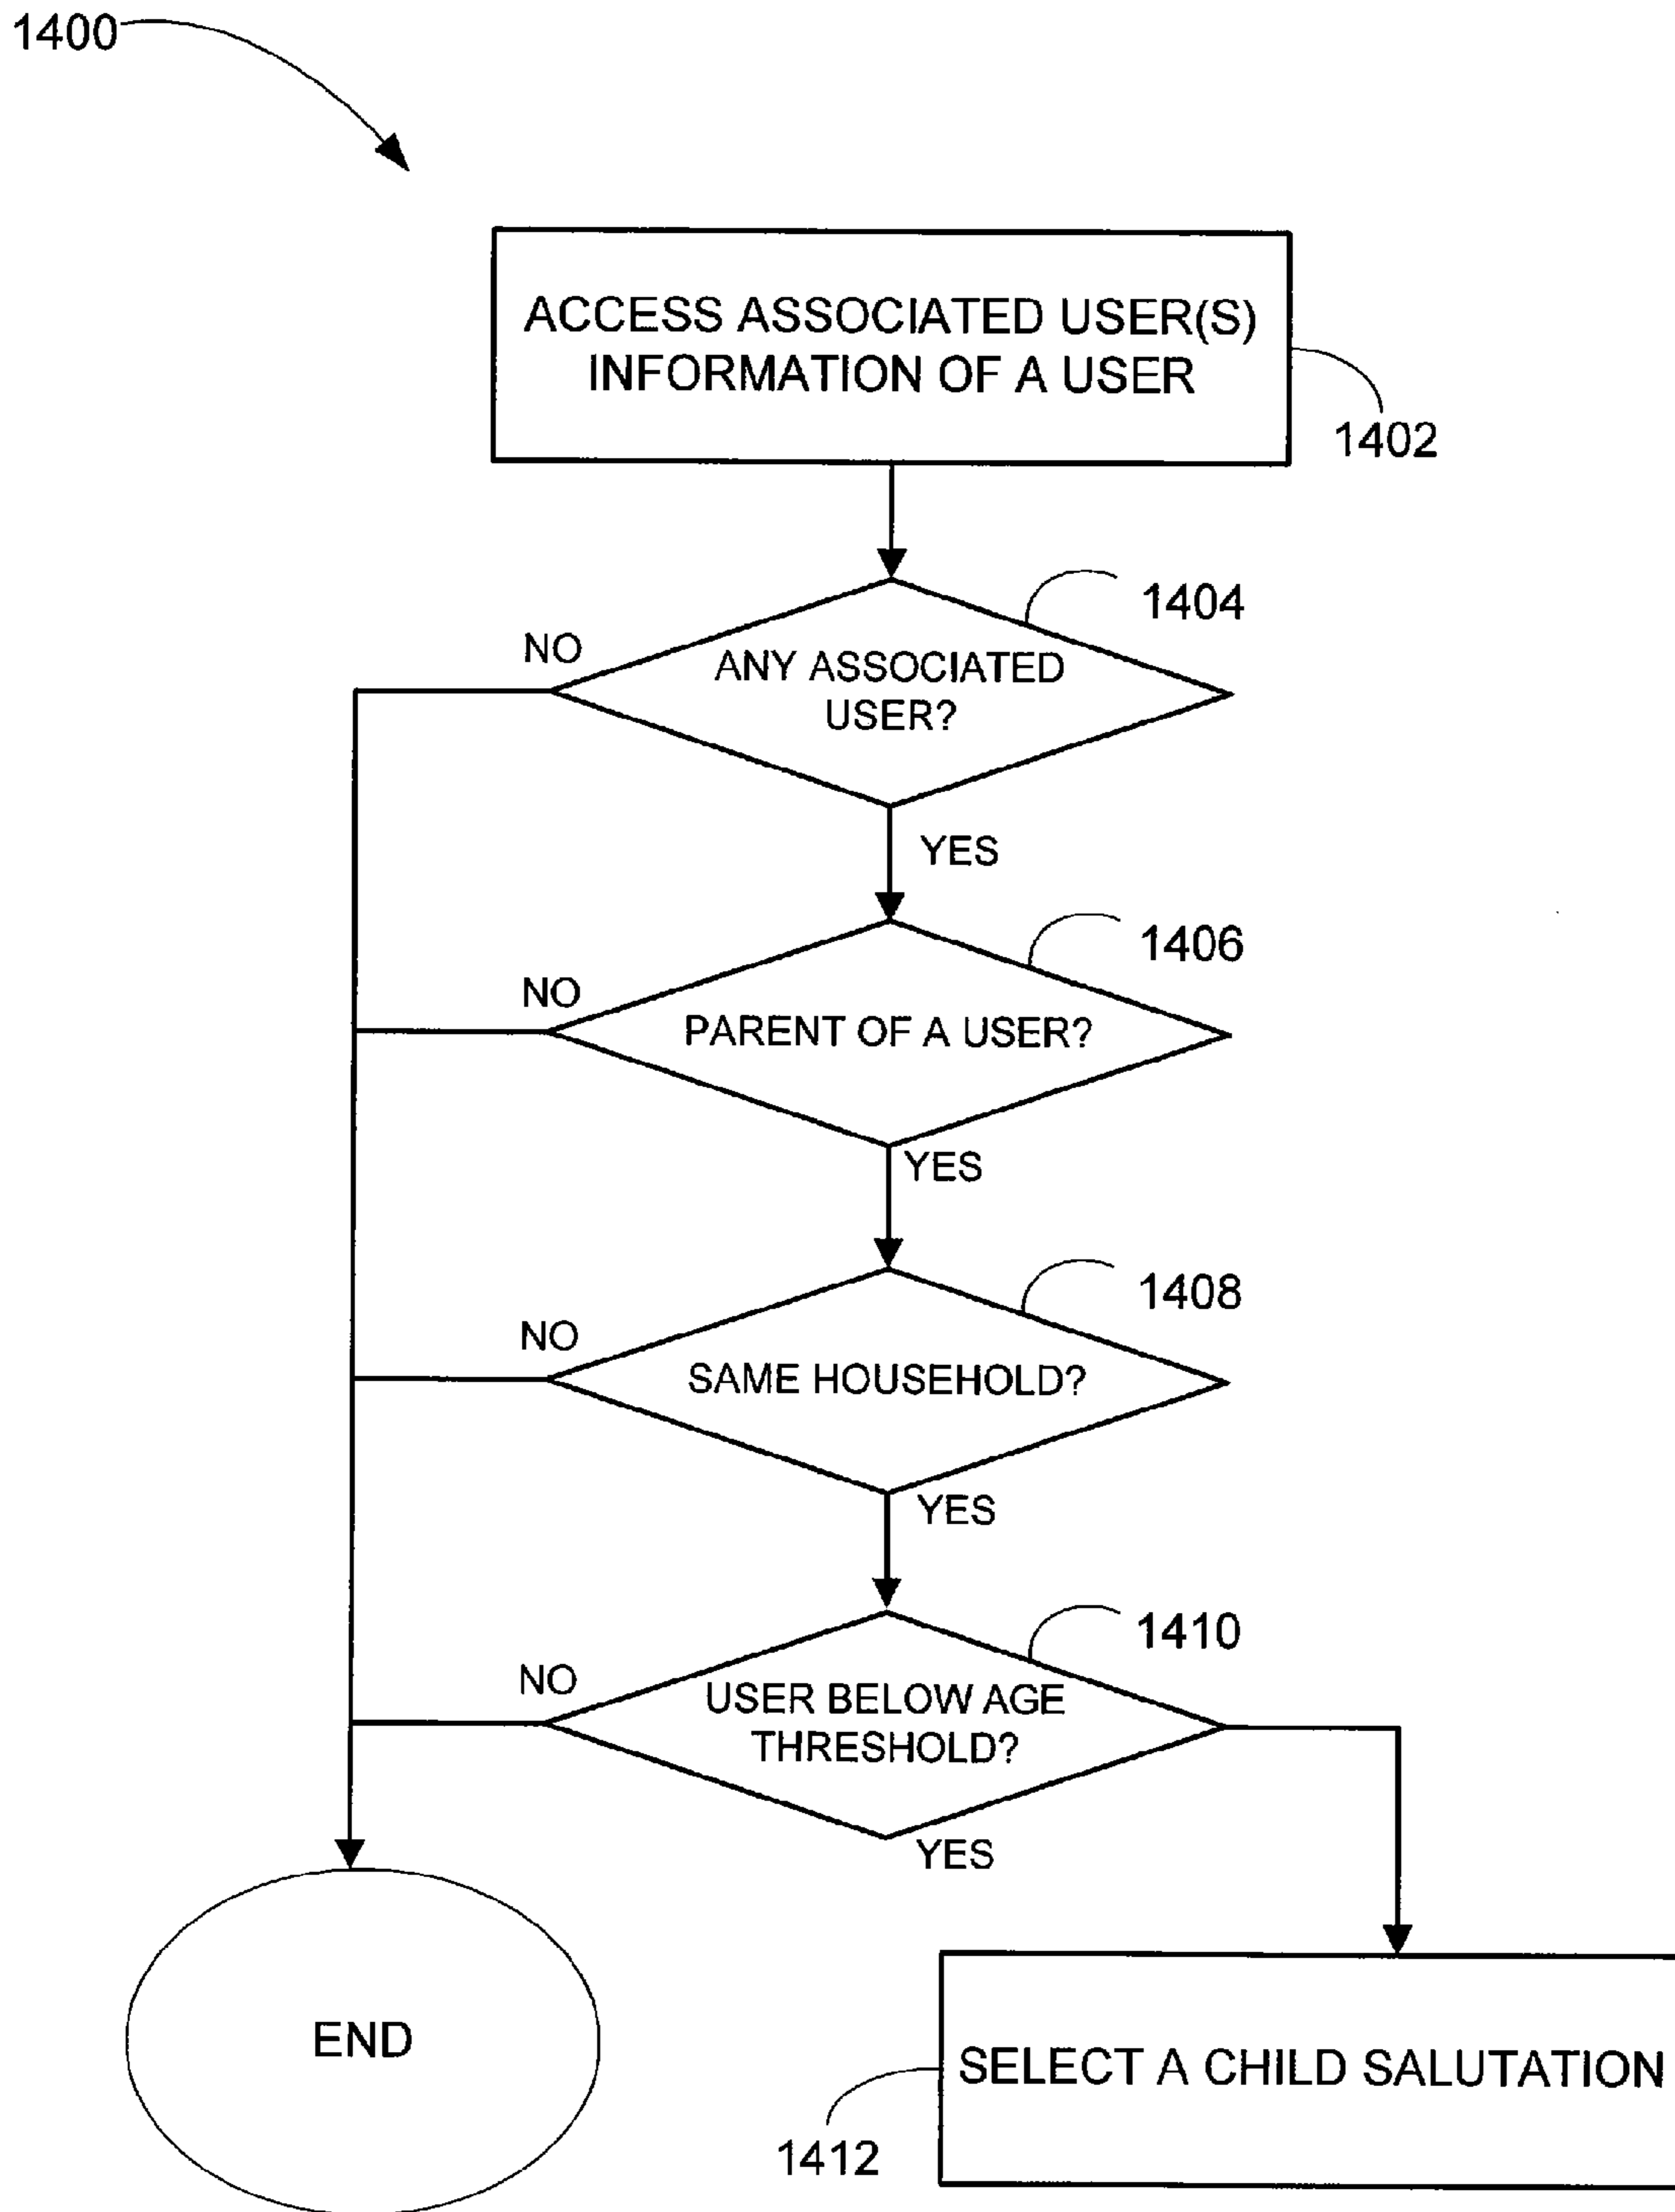 1400
ACCESS ASSOCIATED USER(S)
INFORMATION OF A USER
1402
1404
NO
ANY ASSOCIATED
USER?
YES
1406
NO
PARENT OF A USER?
YES
1408
NO
SAME HOUSEHOLD?
YES
1410
NO
USER BELOW AGE
THRESHOLD?
YES
END
SELECT A CHILD SALUTATION
1412